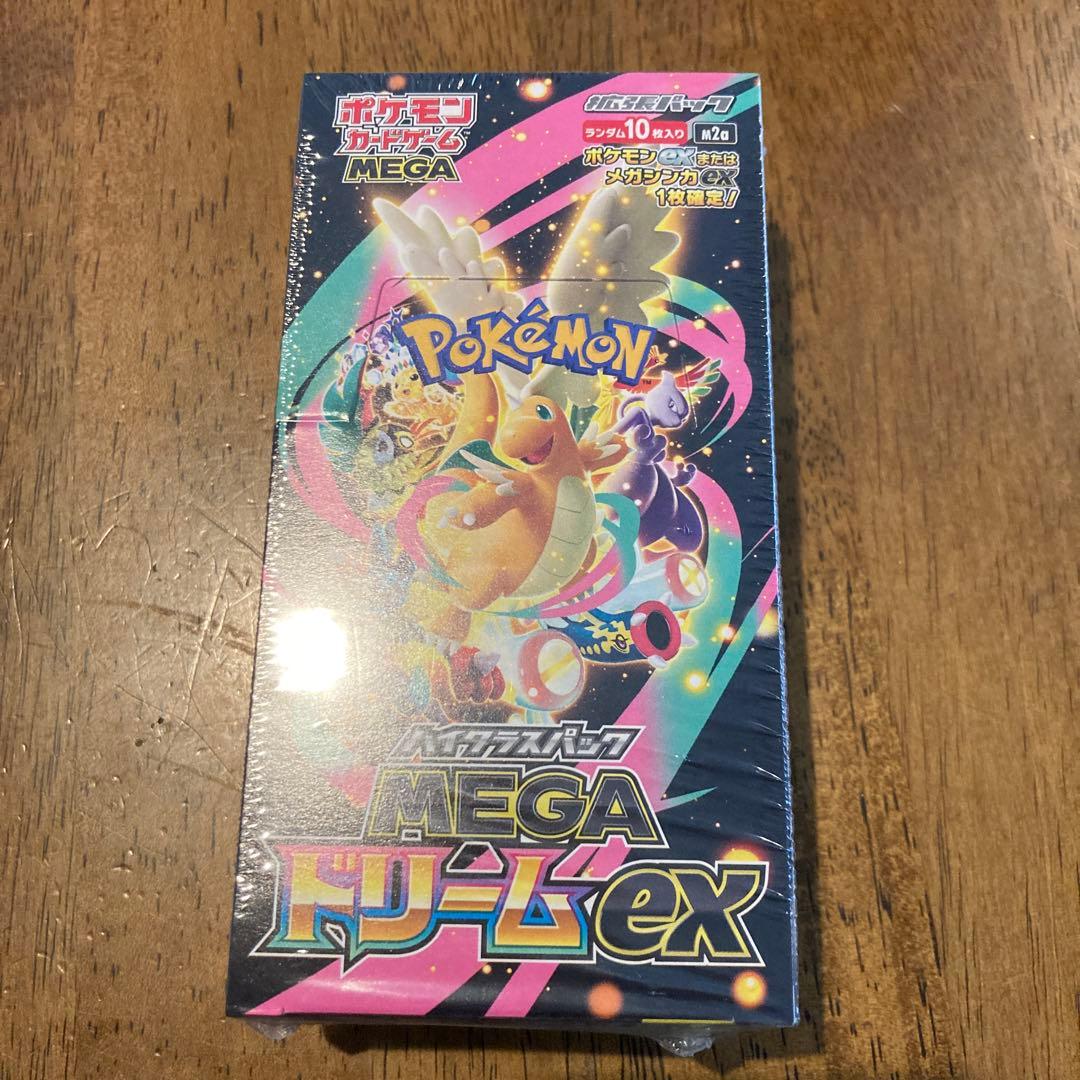 ポケモン
カードゲーム
MEGA
拡張パック
ランダム10枚入り M2a
ポケモンexまたは
メガシンカex
1枚確定!
POKÉMON
TM
ハイクラスパック
MEGA
ドリームex